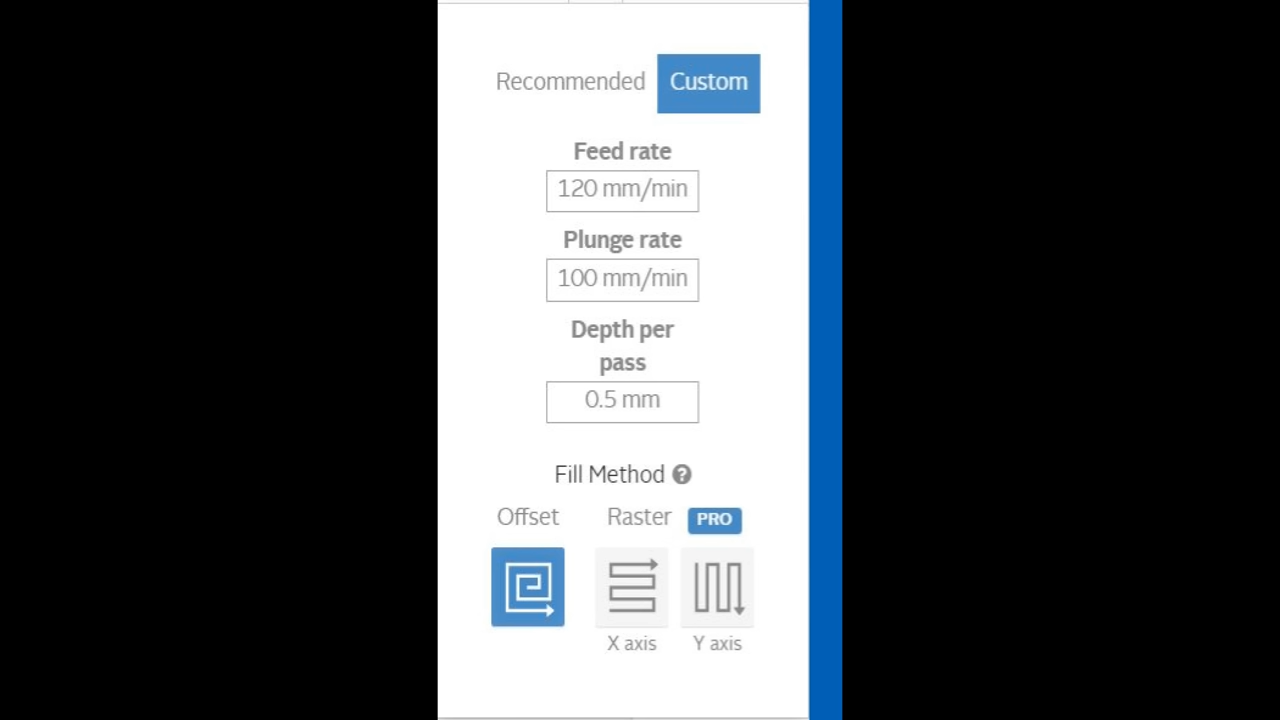 Recommended Custom
Feed rate
120 mm/min
Plunge rate
100 mm/min
Depth per
pass
0.5 mm
Fill Method ?
Offset Raster PRO
X axis Y axis